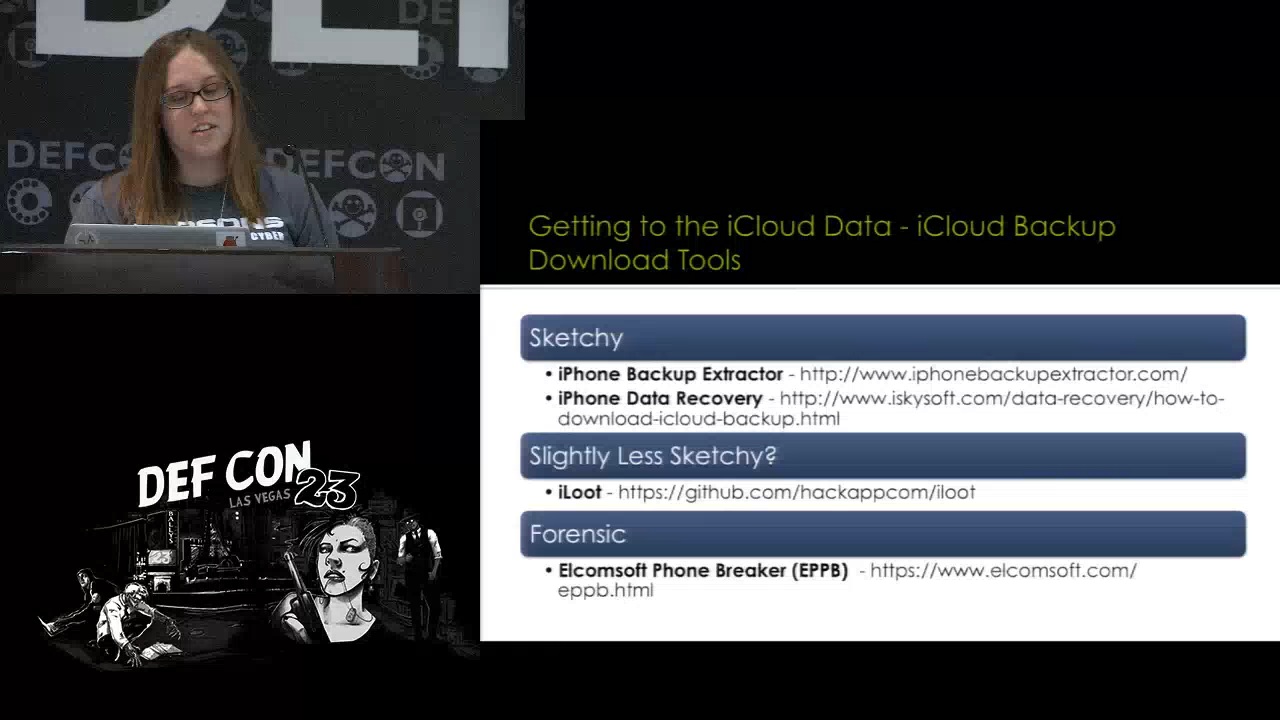 DEFCON
DEFCON
CYBER
Getting to the iCloud Data - iCloud Backup
Download Tools
Sketchy
• iPhone Backup Extractor - http://www.iphonebackupextractor.com/
• iPhone Data Recovery - http://www.iskysoft.com/data-recovery/how-to-
download-icloud-backup.html
Slightly Less Sketchy?
• iLoot - https://github.com/hackappcom/iloot
Forensic
• Elcomsoft Phone Breaker (EPPB) - https://www.elcomsoft.com/
eppb.html
DEF CON
LAS VEGAS 23
BALLYS
23